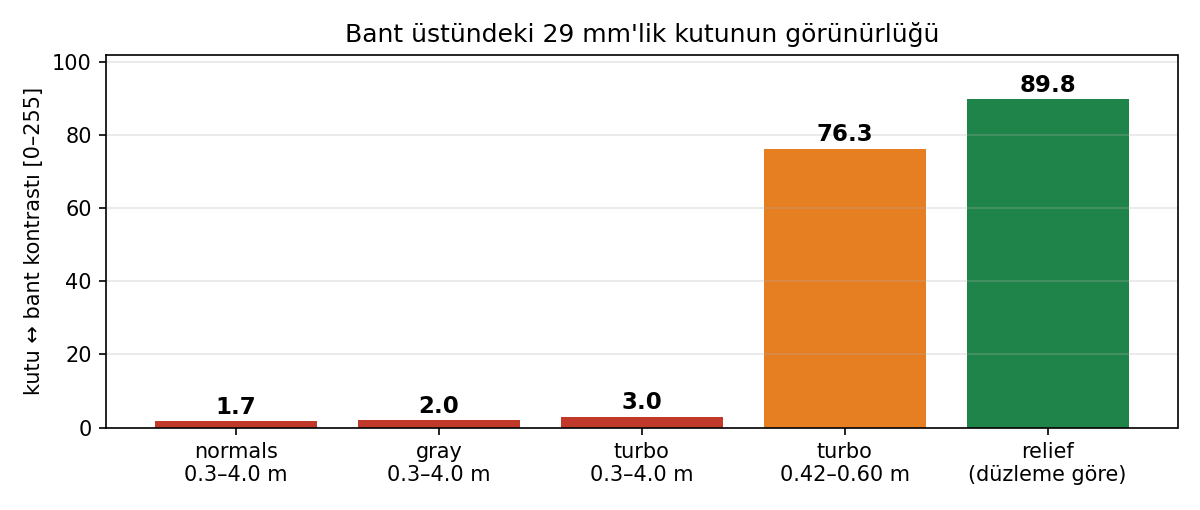 Bant üstündeki 29 mm'lik kutunun görünürlüğü
kutu ↔ bant kontrastı [0–255]
100
80
60
40
20
0
1.7
2.0
3.0
76.3
89.8
normals
0.3–4.0 m
gray
0.3–4.0 m
turbo
0.3–4.0 m
turbo
0.42–0.60 m
relief
(düzleme göre)